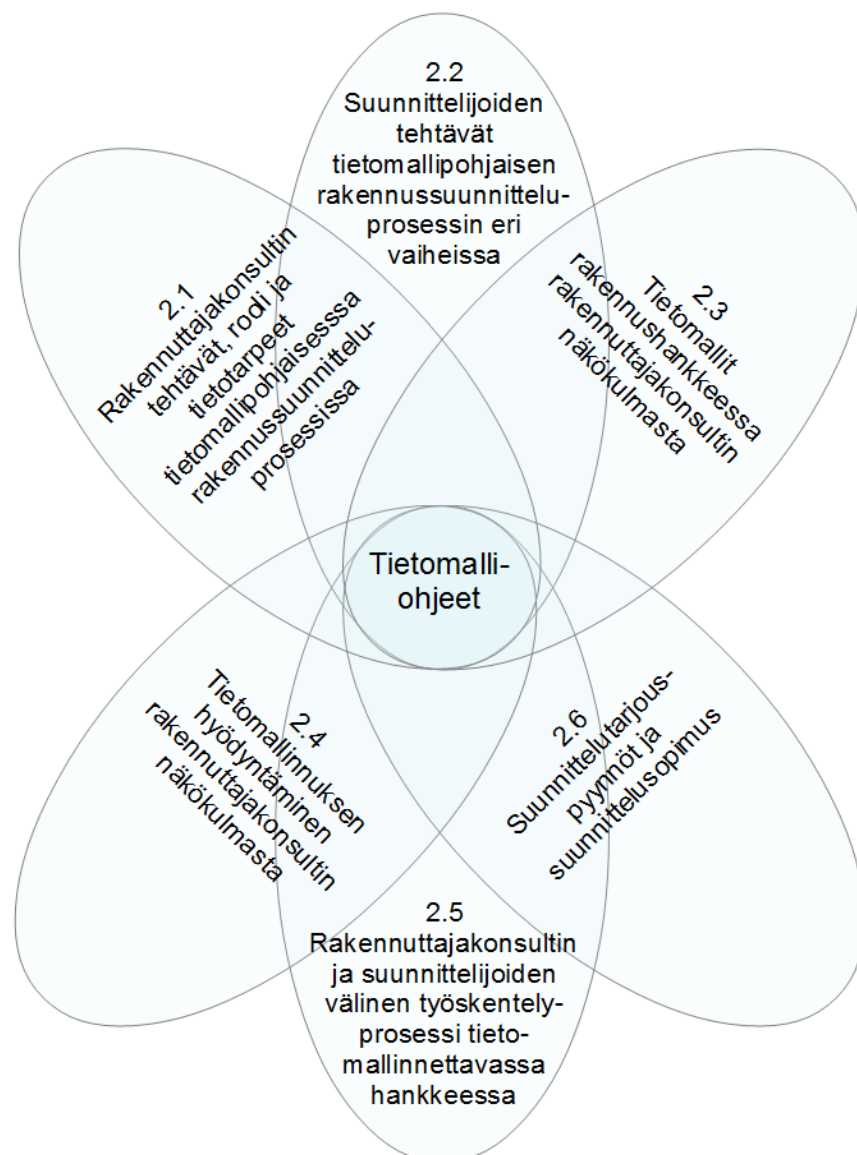 2.2
Suunnittelijoiden
tehtävät
tietomallipohjaisen
rakennussuunnittelu-
prosessin eri
vaiheissa
2.1
Rakennuttajakonsultin
tehtävät, rooli ja
tietotarpeet
tietomallipohjaisesssa
rakennussuunnittelu-
prosessissa
2.3
Tietomallit
rakennushankkeessa
rakennuttajakonsultin
näkökulmasta
Tietomalli-
ohjeet
2.4
Tietomallinnuksen
hyödyntäminen
rakennuttajakonsultin
näkökulmasta
2.6
Suunnittelutarjous-
pyynnöt ja
suunnittelusopimus
2.5
Rakennuttajakonsultin
ja suunnittelijoiden
välinen työskentely-
prosessi tieto-
mallinnettavassa
hankkeessa